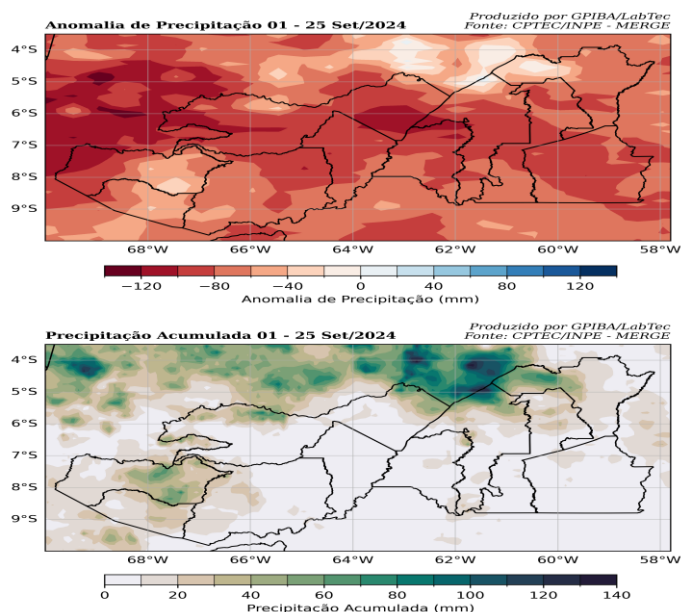 Anomalia de Precipitação 01 - 25 Set/2024
Produzido por GPIBA/LabTec
Fonte: CPTEC/INPE - MERGE
4°S
5°S
6°S
7°S
8°S
9°S
68°W 66°W 64°W 62°W 60°W 58°W
−120 −80 −40 0 40 80 120
Anomalia de Precipitação (mm)
Precipitação Acumulada 01 - 25 Set/2024
Produzido por GPIBA/LabTec
Fonte: CPTEC/INPE - MERGE
4°S
5°S
6°S
7°S
8°S
9°S
68°W 66°W 64°W 62°W 60°W 58°W
0 20 40 60 80 100 120 140
Precipitação Acumulada (mm)